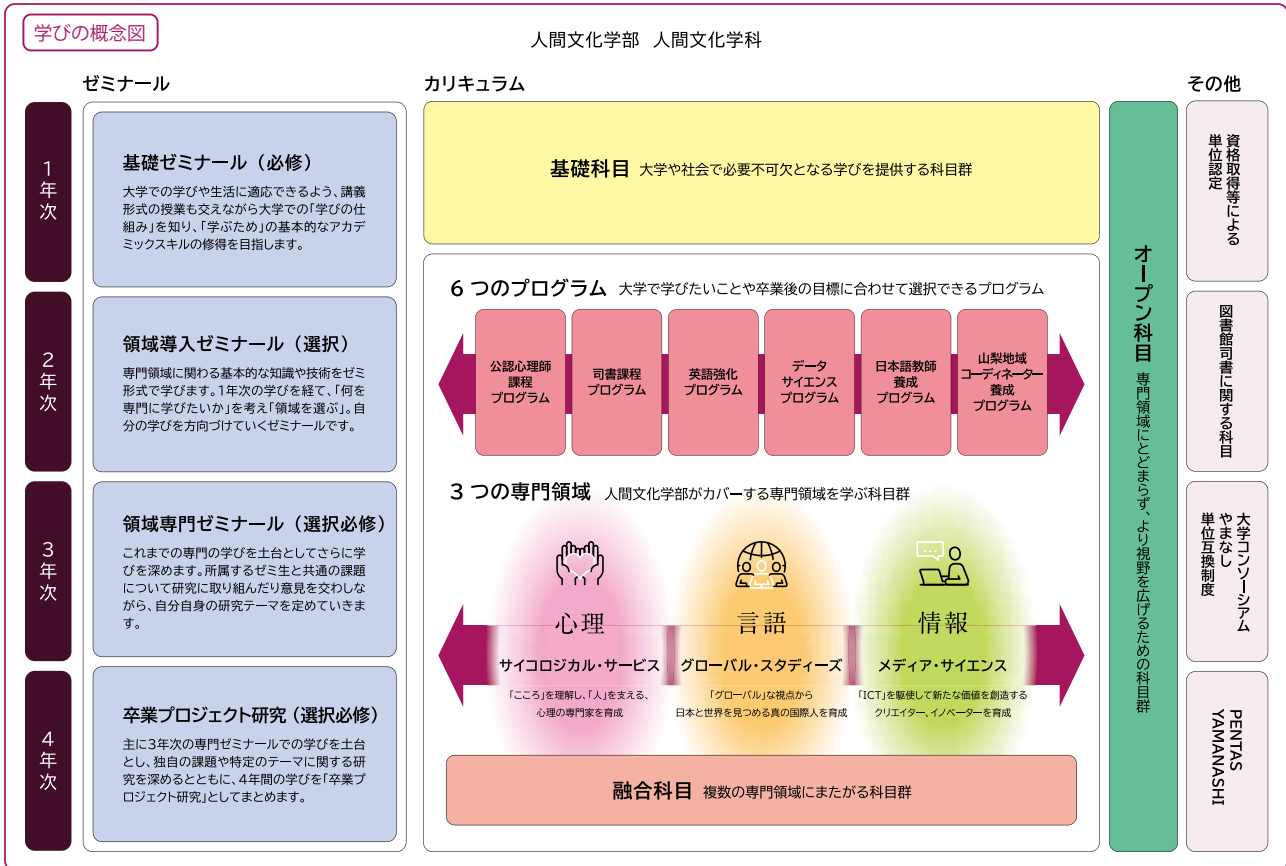 学びの概念図
人間文化学部 人間文化学科
ゼミナール
カリキュラム
その他
1年次
2年次
3年次
4年次
基礎ゼミナール（必修）
大学での学びや生活に適応できるよう、講義
形式の授業も交えながら大学での「学びの仕
組み」を知り、「学ぶため」の基本的なアカデ
ミックスキルの修得を目指します。
領域導入ゼミナール（選択）
専門領域に関わる基本的な知識や技術をゼミ
形式で学びます。1年次の学びを経て、「何を
専門に学びたいか」を考え「領域を選ぶ」。自
分の学びを方向づけていくゼミナールです。
領域専門ゼミナール（選択必修）
これまでの専門の学びを土台としてさらに学
びを深めます。所属するゼミ生と共通の課題
について研究に取り組んだり意見を交わしな
がら、自分自身の研究テーマを定めていきま
す。
卒業プロジェクト研究（選択必修）
主に3年次の専門ゼミナールでの学びを土台
とし、独自の課題や特定のテーマに関する研
究を深めるとともに、4年間の学びを「卒業プ
ロジェクト研究」としてまとめます。
基礎科目 大学や社会で必要不可欠となる学びを提供する科目群
6つのプログラム 大学で学びたいことや卒業後の目標に合わせて選択できるプログラム
公認心理師
課程
プログラム
司書課程
プログラム
英語強化
プログラム
データ
サイエンス
プログラム
日本語教師
養成
プログラム
山梨地域
コーディネーター
養成
プログラム
3つの専門領域 人間文化学部がカバーする専門領域を学ぶ科目群
心理
サイコロジカル・サービス
「こころ」を理解し、「人」を支える、
心理の専門家を育成
言語
グローバル・スタディーズ
「グローバル」な視点から
日本と世界を見つめる真の国際人を育成
情報
メディア・サイエンス
「ICT」を駆使して新たな価値を創造する
クリエイター、イノベーターを育成
融合科目 複数の専門領域にまたがる科目群
オープン科目 専門領域にとどまらず、より視野を広げるための科目群
資格取得等による
単位認定
図書館司書に関する科目
大学コンソーシアム
やまなし
単位互換制度
PENTAS
YAMANASHI